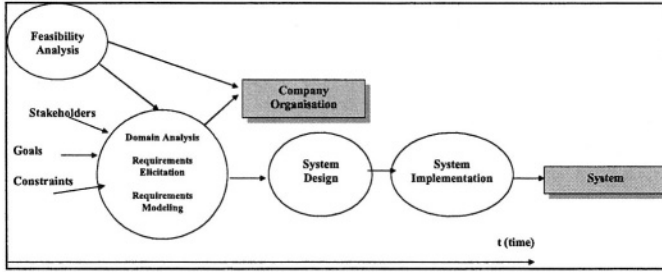 Feasibility
Analysis
Stakeholders
Goals
Constraints
Domain Analysis
Requirements
Elicitation
Requirements
Modeling
Company
Organisation
System
Design
System
Implementation
System
t (time)